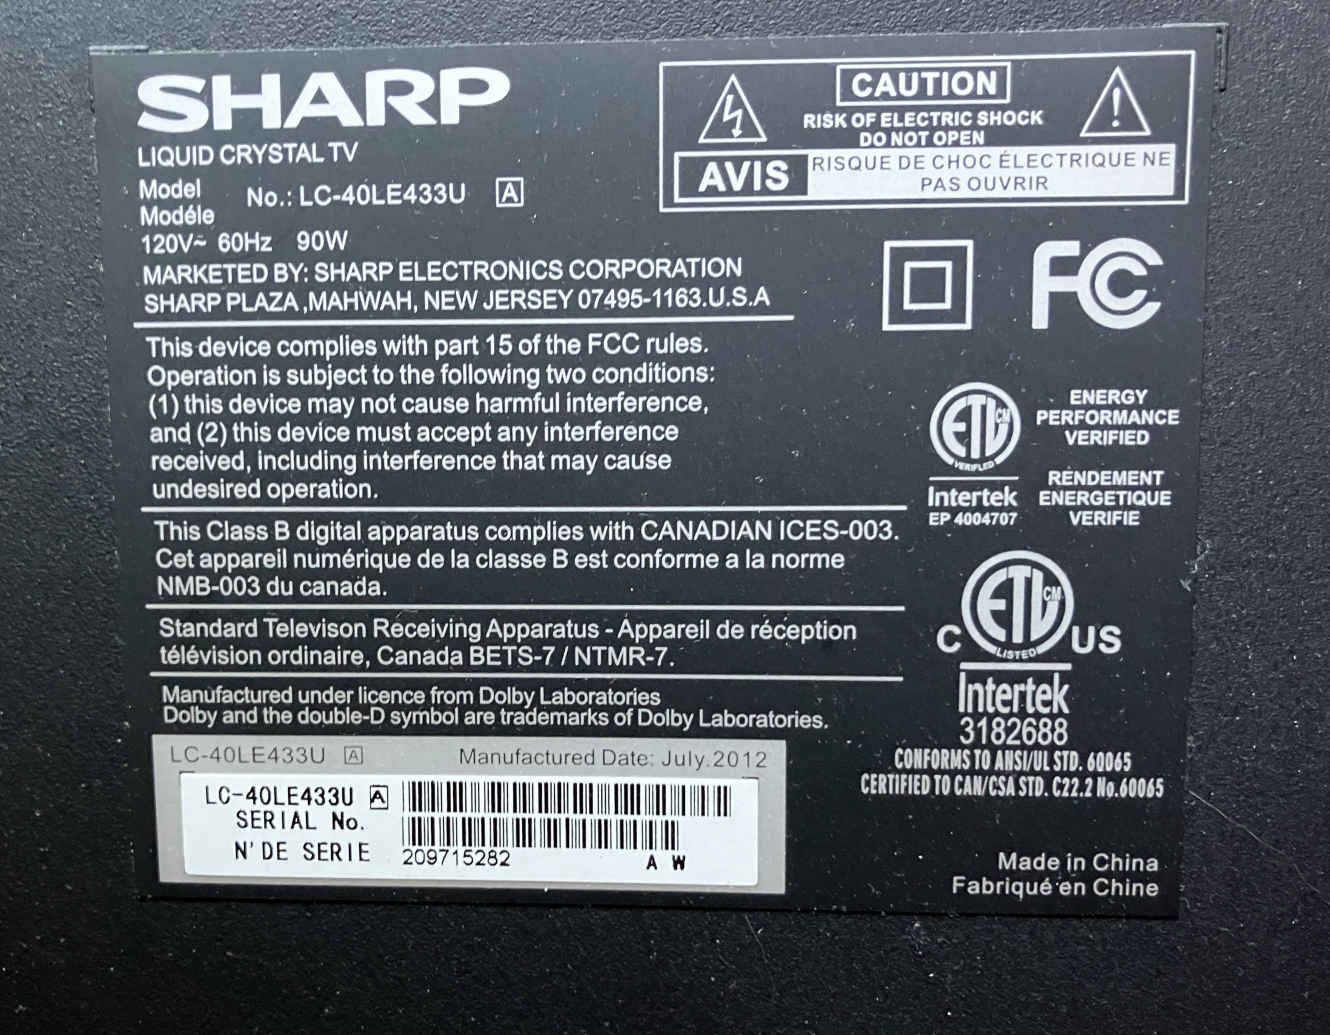 SHARP
LIQUID CRYSTAL TV
Model
Modéle
No.: LC-40LE433U A
120V~ 60Hz 90W
MARKETED BY: SHARP ELECTRONICS CORPORATION
SHARP PLAZA ,MAHWAH, NEW JERSEY 07495-1163.U.S.A
CAUTION
RISK OF ELECTRIC SHOCK
DO NOT OPEN
AVIS
RISQUE DE CHOC ÉLECTRIQUE NE
PAS OUVRIR
FC
This device complies with part 15 of the FCC rules.
Operation is subject to the following two conditions:
(1) this device may not cause harmful interference,
and (2) this device must accept any interference
received, including interference that may cause
undesired operation.
This Class B digital apparatus complies with CANADIAN ICES-003.
Cet appareil numérique de la classe B est conforme a la norme
NMB-003 du canada.
Standard Televison Receiving Apparatus - Appareil de réception
télévision ordinaire, Canada BETS-7 / NTMR-7.
Manufactured under licence from Dolby Laboratories
Dolby and the double-D symbol are trademarks of Dolby Laboratories.
ETL CM
VERIFIED
Intertek
EP 4004707
ENERGY
PERFORMANCE
VERIFIED
RENDEMENT
ENERGETIQUE
VERIFIE
ETL CM
C LISTED US
Intertek
3182688
CONFORMS TO ANSI/UL STD. 60065
CERTIFIED TO CAN/CSA STD. C22.2 No.60065
LC-40LE433U A Manufactured Date: July.2012
LC-40LE433U A
SERIAL No.
N'DE SERIE 209715282 A W
Made in China
Fabriqué en Chine